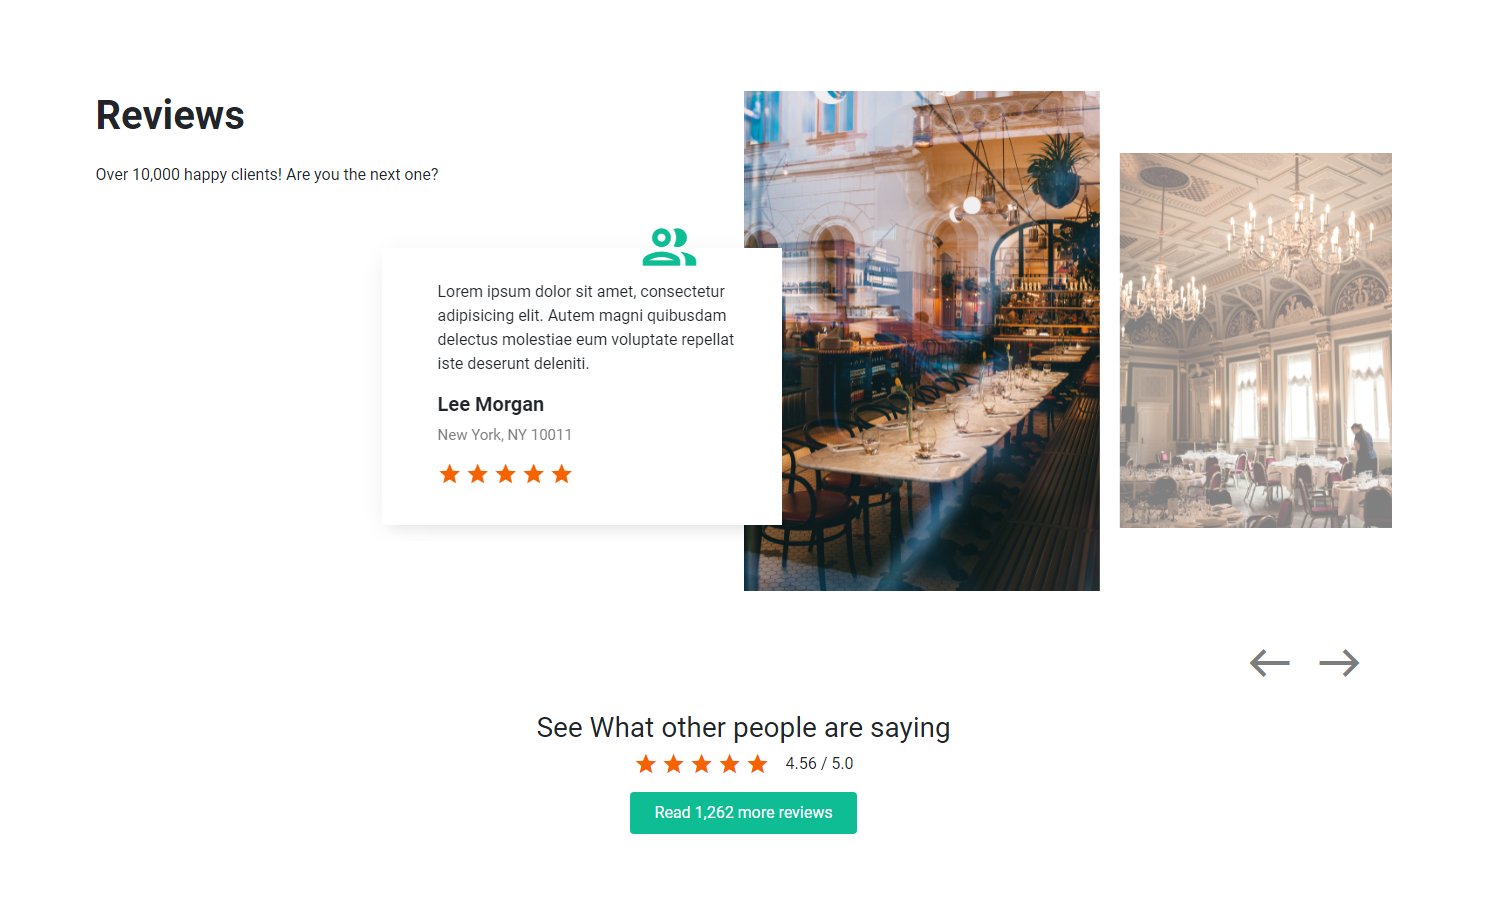 Reviews
Over 10,000 happy clients! Are you the next one?
Lorem ipsum dolor sit amet, consectetur
adipisicing elit. Autem magni quibusdam
delectus molestiae eum voluptate repellat
iste deserunt deleniti.
Lee Morgan
New York, NY 10011
See What other people are saying
4.56 / 5.0
Read 1,262 more reviews